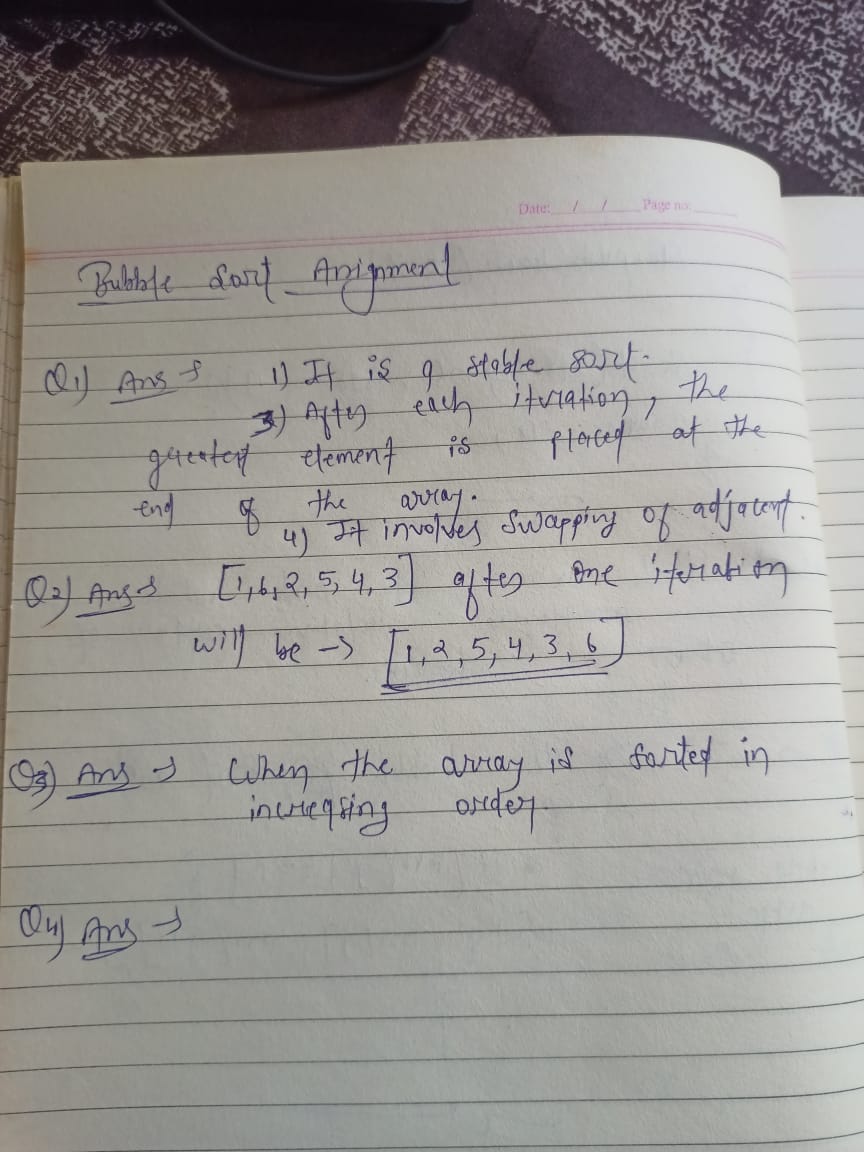 Date: / / Page no:
Bubble Sort Assignment
Q1) Ans → 1) It is a stable sort.
3) After each iteration, the
greatest element is placed at the
end of the array.
4) It involves swapping of adjacent.
Q2) Ans → [1,6,2,5,4,3] after one iteration
will be → [1,2,5,4,3,6]
Q3) Ans → When the array is sorted in
increasing order.
Q4) Ans →